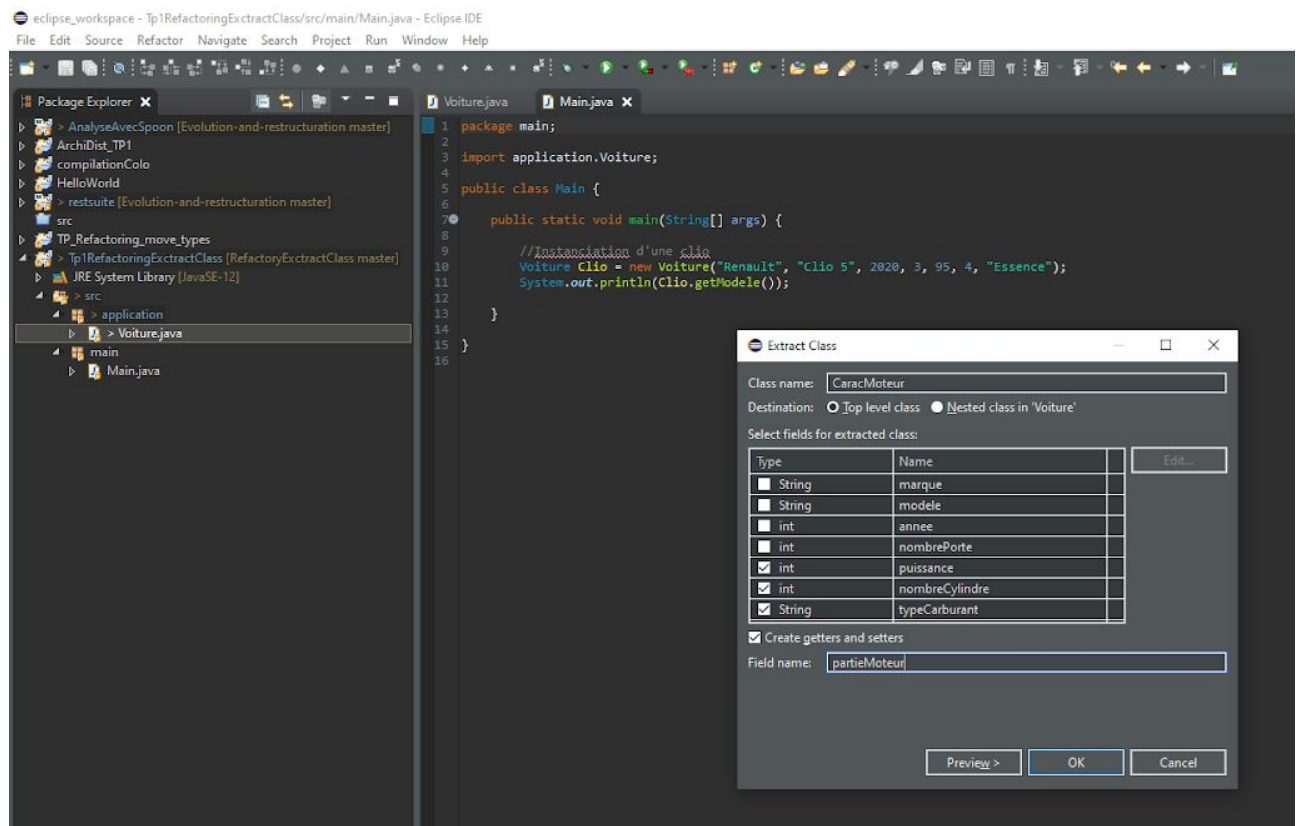 eclipse_workspace - Tp1RefactoringExctractClass/src/main/Main.java - Eclipse IDE
File Edit Source Refactor Navigate Search Project Run Window Help
Package Explorer
> AnalyseAvecSpoon [Evolution-and-restructuration master]
ArchiDist_TP1
compilationColo
HelloWorld
> restsuite [Evolution-and-restructuration master]
src
TP_Refactoring_move_types
> Tp1RefactoringExctractClass [RefactoryExctractClass master]
JRE System Library [JavaSE-12]
> src
> application
> Voiture.java
main
Main.java
Voiture.java Main.java
1 package main;
2
3 import application.Voiture;
4
5 public class Main {
6
7 public static void main(String[] args) {
8
9 //Instanciation d'une clio
10 Voiture Clio = new Voiture("Renault", "Clio 5", 2020, 3, 95, 4, "Essence");
11 System.out.println(Clio.getModele());
12
13 }
14
15 }
16
Extract Class
Class name: CaracMoteur
Destination: Top level class Nested class in 'Voiture'
Select fields for extracted class:
Type Name
Edit...
String marque
String modele
int annee
int nombrePorte
int puissance
int nombreCylindre
String typeCarburant
Create getters and setters
Field name: partieMoteur
Preview > OK Cancel